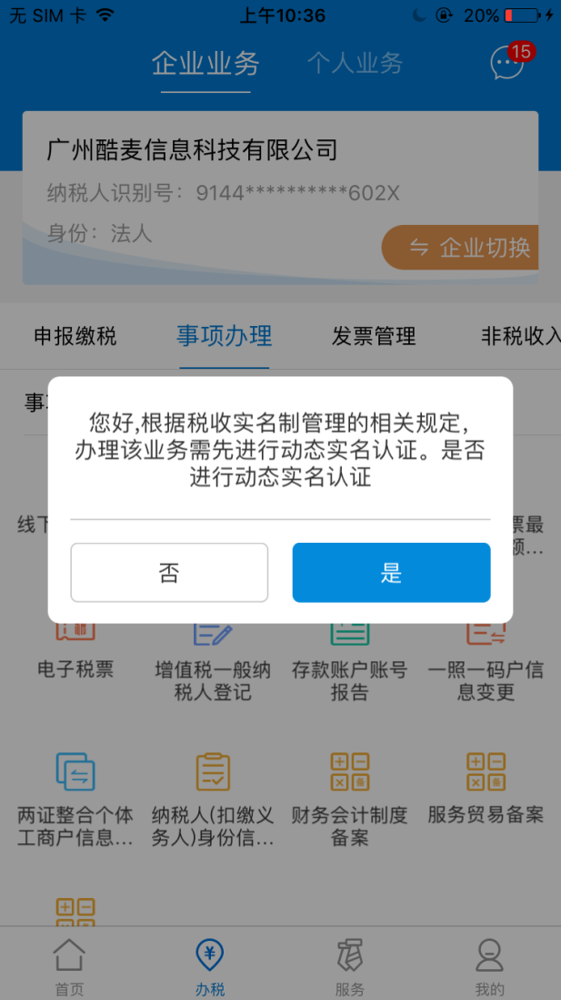 无 SIM 卡
上午10:36
20%
企业业务
个人业务
15
广州酷麦信息科技有限公司
纳税人识别号：9144**********602X
身份：法人
企业切换
申报缴税
事项办理
发票管理
非税收入
事
您好,根据税收实名制管理的相关规定,
办理该业务需先进行动态实名认证。是否
进行动态实名认证
线下
票最
额...
否
是
电子税票
增值税一般纳
税人登记
存款账户账号
报告
一照一码户信
息变更
两证整合个体
工商户信息...
纳税人(扣缴义
务人)身份信...
财务会计制度
备案
服务贸易备案
首页
办税
服务
我的